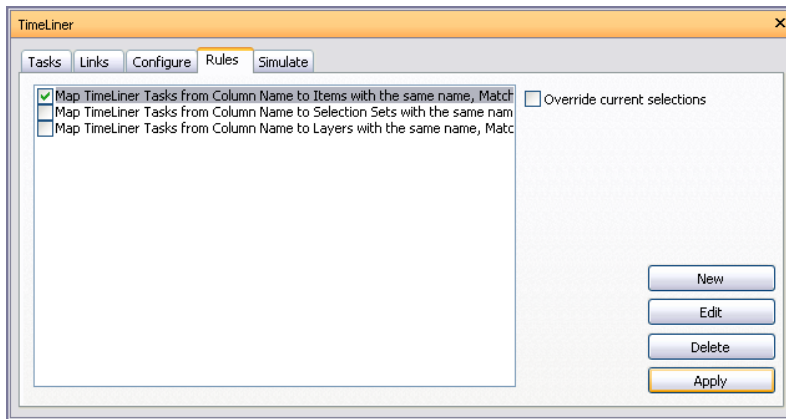 TimeLiner
Tasks Links Configure Rules Simulate
Map TimeLiner Tasks from Column Name to Items with the same name, Match
Map TimeLiner Tasks from Column Name to Selection Sets with the same nam
Map TimeLiner Tasks from Column Name to Layers with the same name, Matc
Override current selections
New
Edit
Delete
Apply